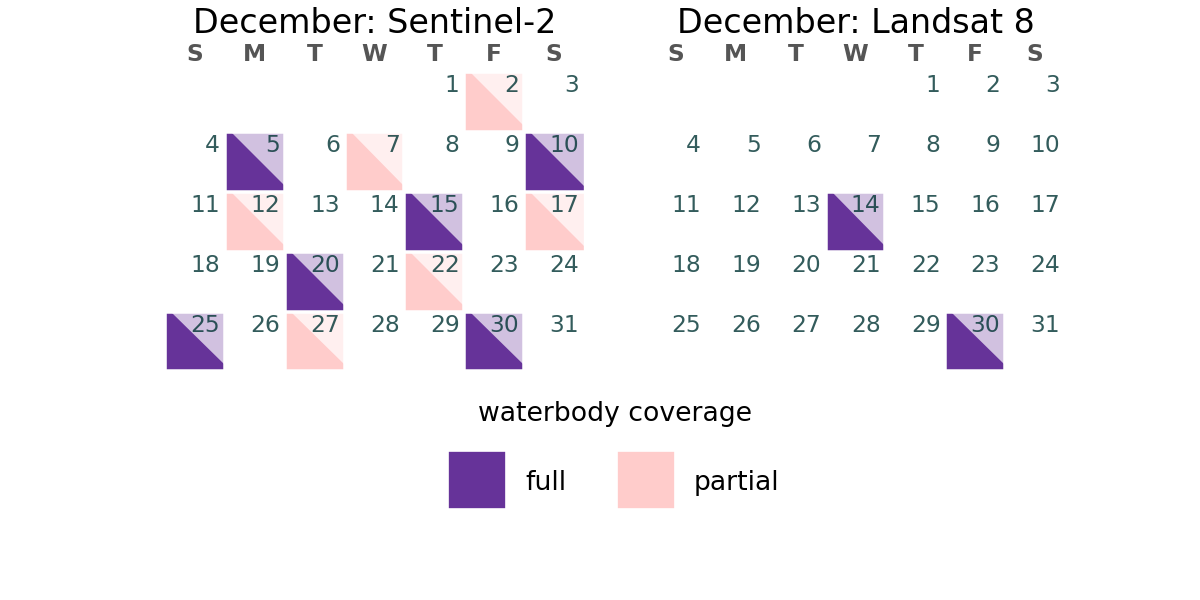 December: Sentinel-2
S M T W T F S
1 2 3
4 5 6 7 8 9 10
11 12 13 14 15 16 17
18 19 20 21 22 23 24
25 26 27 28 29 30 31
December: Landsat 8
S M T W T F S
1 2 3
4 5 6 7 8 9 10
11 12 13 14 15 16 17
18 19 20 21 22 23 24
25 26 27 28 29 30 31
waterbody coverage
full partial